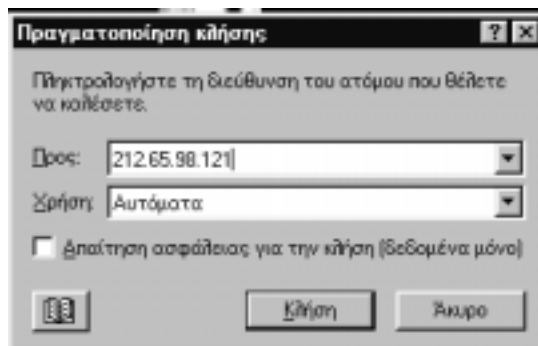 Πραγματοποίηση κλήσης
Πληκτρολογήστε τη διεύθυνση του ατόμου που θέλετε
να καλέσετε.
Προς: 212.65.98.121
Χρήση: Αυτόματα
Απαίτηση ασφάλειας για την κλήση (δεδομένα μόνο)
Κλήση Άκυρο